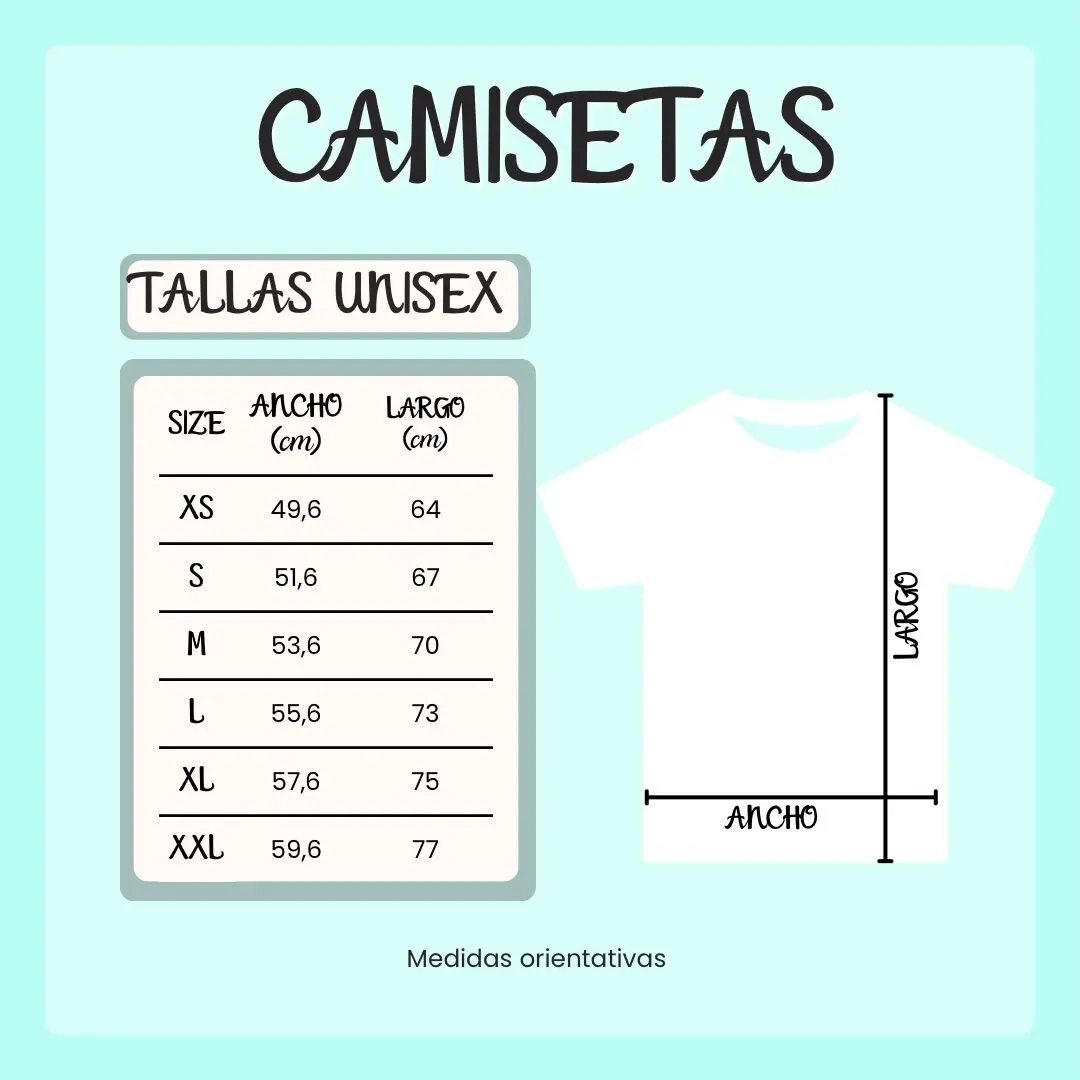 CAMISETAS
TALLAS UNISEX
SIZE ANCHO (cm) LARGO (cm)
XS 49,6 64
S 51,6 67
M 53,6 70
L 55,6 73
XL 57,6 75
XXL 59,6 77
LARGO
ANCHO
Medidas orientativas